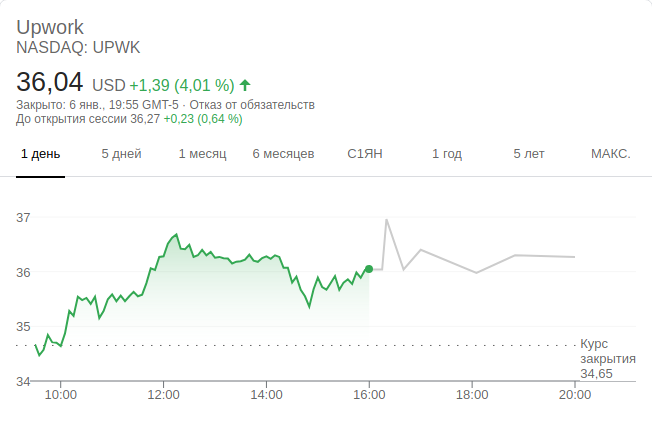 Upwork
NASDAQ: UPWK
36,04 USD +1,39 (4,01 %)
Закрыто: 6 янв., 19:55 GMT-5 · Отказ от обязательств
До открытия сессии 36,27 +0,23 (0,64 %)
1 день 5 дней 1 месяц 6 месяцев С1ЯН 1 год 5 лет МАКС.
37
36
35
Курс
закрытия
34,65
34
10:00 12:00 14:00 16:00 18:00 20:00